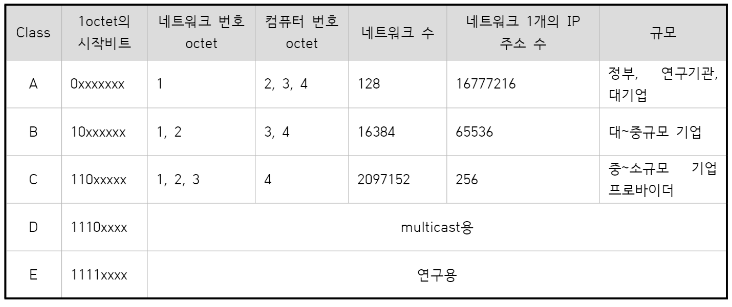 Class 1octet의 시작비트 네트워크 번호 octet 컴퓨터 번호 octet 네트워크 수 네트워크 1개의 IP 주소 수 규모
A 0xxxxxxx 1 2, 3, 4 128 16777216 정부, 연구기관, 대기업
B 10xxxxxx 1, 2 3, 4 16384 65536 대~중규모 기업
C 110xxxxx 1, 2, 3 4 2097152 256 중~소규모 기업 프로바이더
D 1110xxxx multicast용
E 1111xxxx 연구용